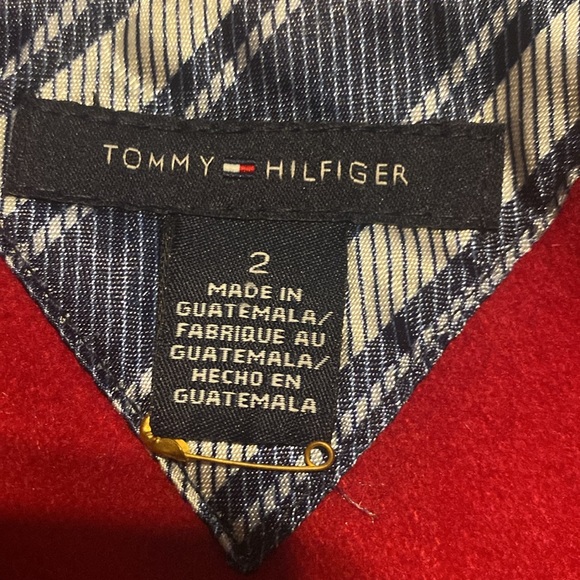 TOMMY HILFIGER
2
MADE IN
GUATEMALA/
FABRIQUE AU
GUATEMALA/
HECHO EN
GUATEMALA